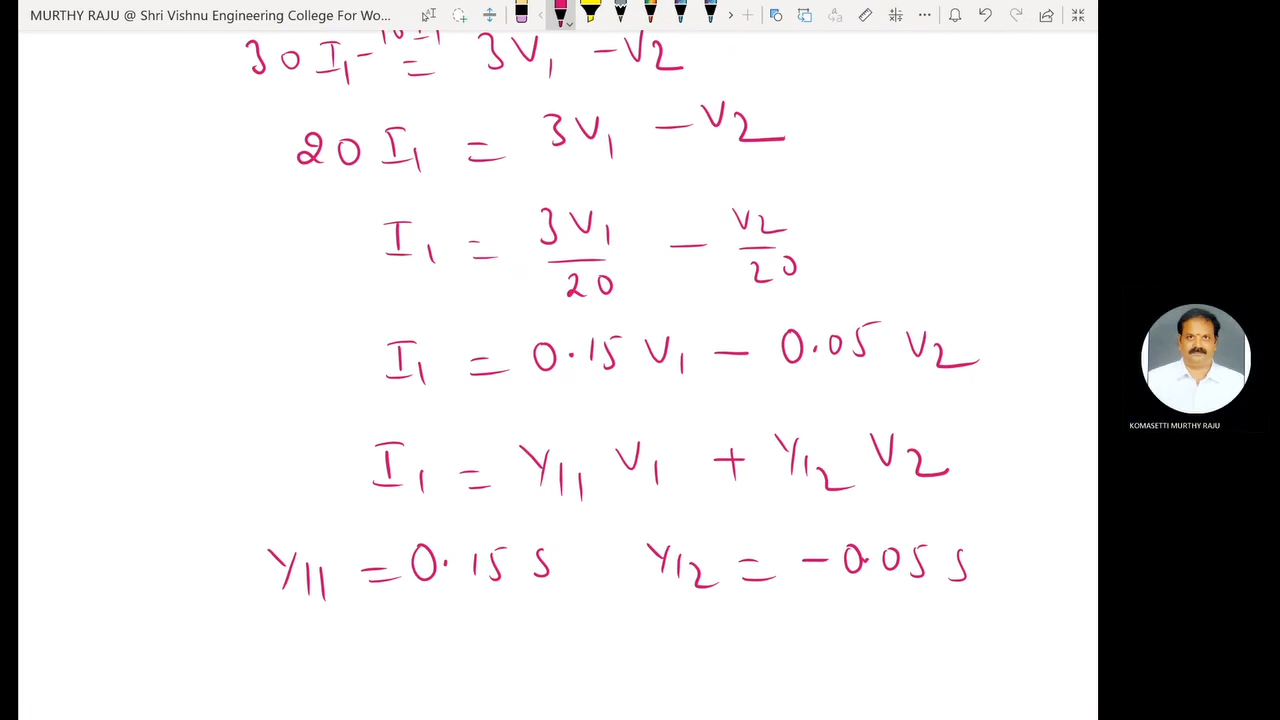 MURTHY RAJU @ Shri Vishnu Engineering College For Wo...
30 I₁ - 10 I₁ = 3V₁ - V2
20 I₁ = 3V₁ - V2
I₁ = 3V₁/20 - V2/20
I₁ = 0.15 V₁ - 0.05 V2
I₁ = Y11 V₁ + Y12 V2
Y11 = 0.15 s Y12 = -0.05 s
KOMASETTI MURTHY RAJU